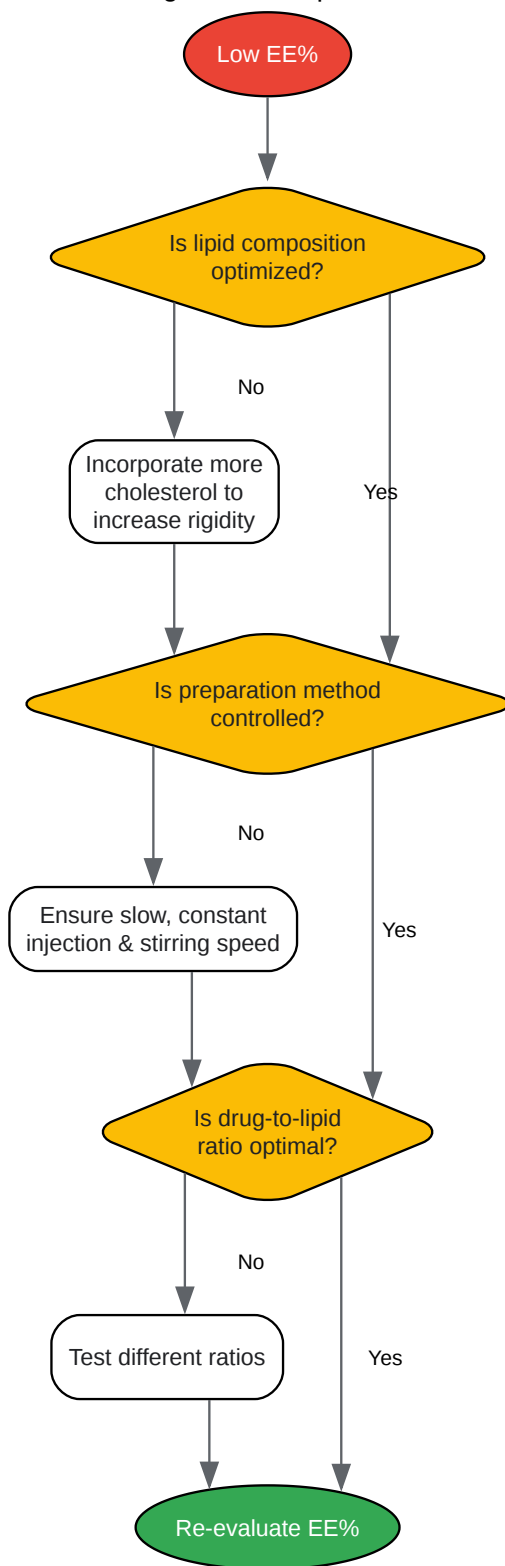 Low EE%
Is lipid composition
optimized?
No
Incorporate more
cholesterol to
increase rigidity
Yes
Is preparation method
controlled?
No
Ensure slow, constant
injection & stirring speed
Yes
Is drug-to-lipid
ratio optimal?
No
Test different ratios
Yes
Re-evaluate EE%